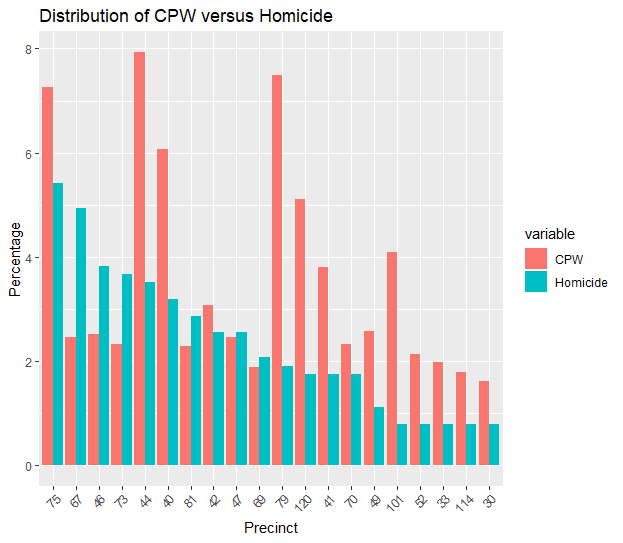 Distribution of CPW versus Homicide
8
6
4
2
0
Percentage
75 67 46 73 44 40 81 42 47 69 79 120 41 70 49 101 52 33 114 30
Precinct
variable
CPW
Homicide